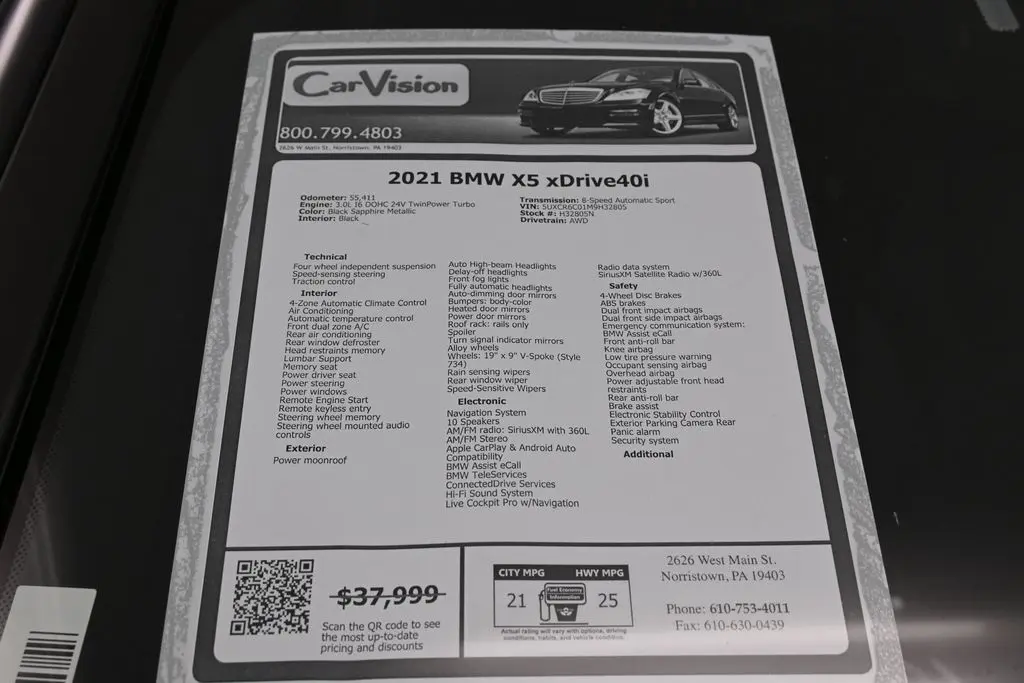 CarVision
800.799.4803
2626 W Main St, Norristown, PA 19403
2021 BMW X5 xDrive40i
Odometer: 55,411
Engine: 3.0L I6 DOHC 24V TwinPower Turbo
Color: Black Sapphire Metallic
Interior: Black
Transmission: 8-Speed Automatic Sport
VIN: 5UXCR6C01M9H32805
Stock #: H32805N
Drivetrain: AWD
Technical
Four wheel independent suspension
Speed-sensing steering
Traction control
Interior
4-Zone Automatic Climate Control
Air Conditioning
Automatic temperature control
Front dual zone A/C
Rear air conditioning
Rear window defroster
Head restraints memory
Lumbar Support
Memory seat
Power driver seat
Power steering
Power windows
Remote Engine Start
Remote keyless entry
Steering wheel memory
Steering wheel mounted audio
controls
Exterior
Power moonroof
Auto High-beam Headlights
Delay-off headlights
Front fog lights
Fully automatic headlights
Auto-dimming door mirrors
Bumpers: body-color
Heated door mirrors
Power door mirrors
Roof rack: rails only
Spoiler
Turn signal indicator mirrors
Alloy wheels
Wheels: 19" x 9" V-Spoke (Style
734)
Rain sensing wipers
Rear window wiper
Speed-Sensitive Wipers
Electronic
Navigation System
10 Speakers
AM/FM radio: SiriusXM with 360L
AM/FM Stereo
Apple CarPlay & Android Auto
Compatibility
BMW Assist eCall
BMW TeleServices
ConnectedDrive Services
Hi-Fi Sound System
Live Cockpit Pro w/Navigation
Radio data system
SiriusXM Satellite Radio w/360L
Safety
4-Wheel Disc Brakes
ABS brakes
Dual front impact airbags
Dual front side impact airbags
Emergency communication system:
BMW Assist eCall
Front anti-roll bar
Knee airbag
Low tire pressure warning
Occupant sensing airbag
Overhead airbag
Power adjustable front head
restraints
Rear anti-roll bar
Brake assist
Electronic Stability Control
Exterior Parking Camera Rear
Panic alarm
Security system
Additional
$37,999
Scan the QR code to see
the most up-to-date
pricing and discounts
CITY MPG
HWY MPG
21
Fuel Economy
Information
25
Actual rating will vary with options, driving
conditions, habits, and vehicle condition
2626 West Main St.
Norristown, PA 19403
Phone: 610-753-4011
Fax: 610-630-0439